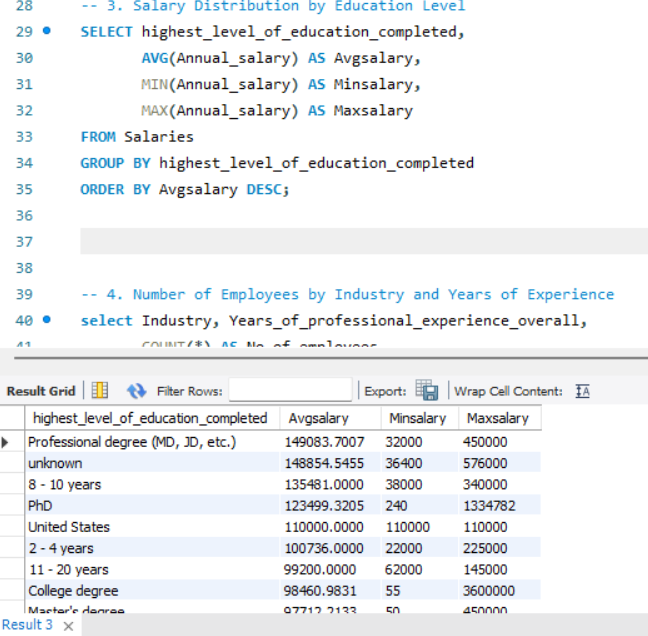 28 -- 3. Salary Distribution by Education Level
29 SELECT highest_level_of_education_completed,
30 AVG(Annual_salary) AS Avgsalary,
31 MIN(Annual_salary) AS Minsalary,
32 MAX(Annual_salary) AS Maxsalary
33 FROM Salaries
34 GROUP BY highest_level_of_education_completed
35 ORDER BY Avgsalary DESC;
36
37
38
39 -- 4. Number of Employees by Industry and Years of Experience
40 select Industry, Years_of_professional_experience_overall,
41 COUNT(*) AS No_of_employees
Result Grid Filter Rows: Export: Wrap Cell Content: IA
highest_level_of_education_completed Avgsalary Minsalary Maxsalary
Professional degree (MD, JD, etc.) 149083.7007 32000 450000
unknown 148854.5455 36400 576000
8 - 10 years 135481.0000 38000 340000
PhD 123499.3205 240 1334782
United States 110000.0000 110000 110000
2 - 4 years 100736.0000 22000 225000
11 - 20 years 99200.0000 62000 145000
College degree 98460.9831 55 3600000
Master's degree 97712.2133 50 450000
Result 3 ×